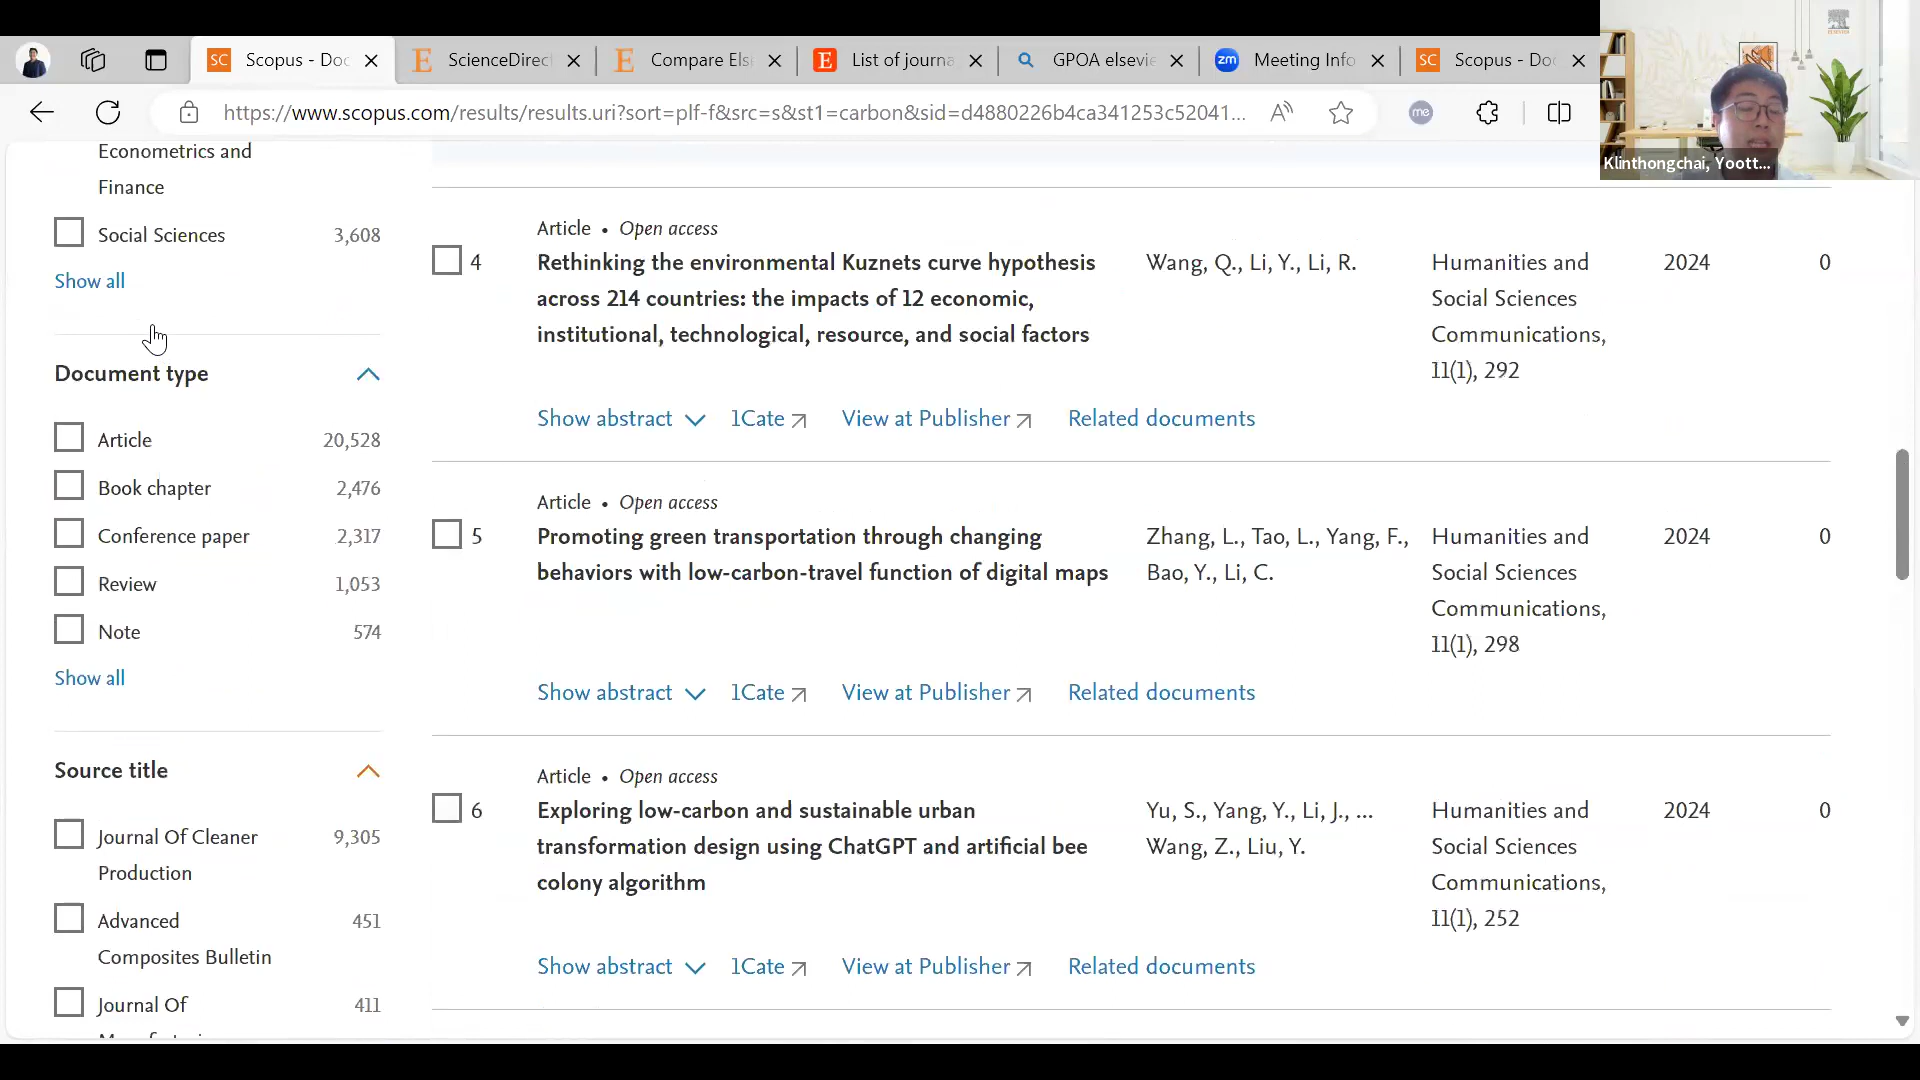 SC Scopus - Doc
ScienceDirec
Compare Els
List of journa
GPOA elsevie
zm Meeting Info
SC Scopus - Do
https://www.scopus.com/results/results.uri?sort=plf-f&src=s&st1=carbon&sid=d4880226b4ca341253c52041...
me
Klinthongchai, Yoott...
Econometrics and
Finance
Social Sciences 3,608
Show all
Document type
Article 20,528
Book chapter 2,476
Conference paper 2,317
Review 1,053
Note 574
Show all
Source title
Journal Of Cleaner 9,305
Production
Advanced 451
Composites Bulletin
Journal Of 411
Article • Open access
4 Rethinking the environmental Kuznets curve hypothesis Wang, Q., Li, Y., Li, R. Humanities and 2024 0
across 214 countries: the impacts of 12 economic, Social Sciences
institutional, technological, resource, and social factors Communications,
11(1), 292
Show abstract 1Cate View at Publisher Related documents
Article • Open access
5 Promoting green transportation through changing Zhang, L., Tao, L., Yang, F., Humanities and 2024 0
behaviors with low-carbon-travel function of digital maps Bao, Y., Li, C. Social Sciences
Communications,
11(1), 298
Show abstract 1Cate View at Publisher Related documents
Article • Open access
6 Exploring low-carbon and sustainable urban Yu, S., Yang, Y., Li, J., ... Humanities and 2024 0
transformation design using ChatGPT and artificial bee Wang, Z., Liu, Y. Social Sciences
colony algorithm Communications,
11(1), 252
Show abstract 1Cate View at Publisher Related documents